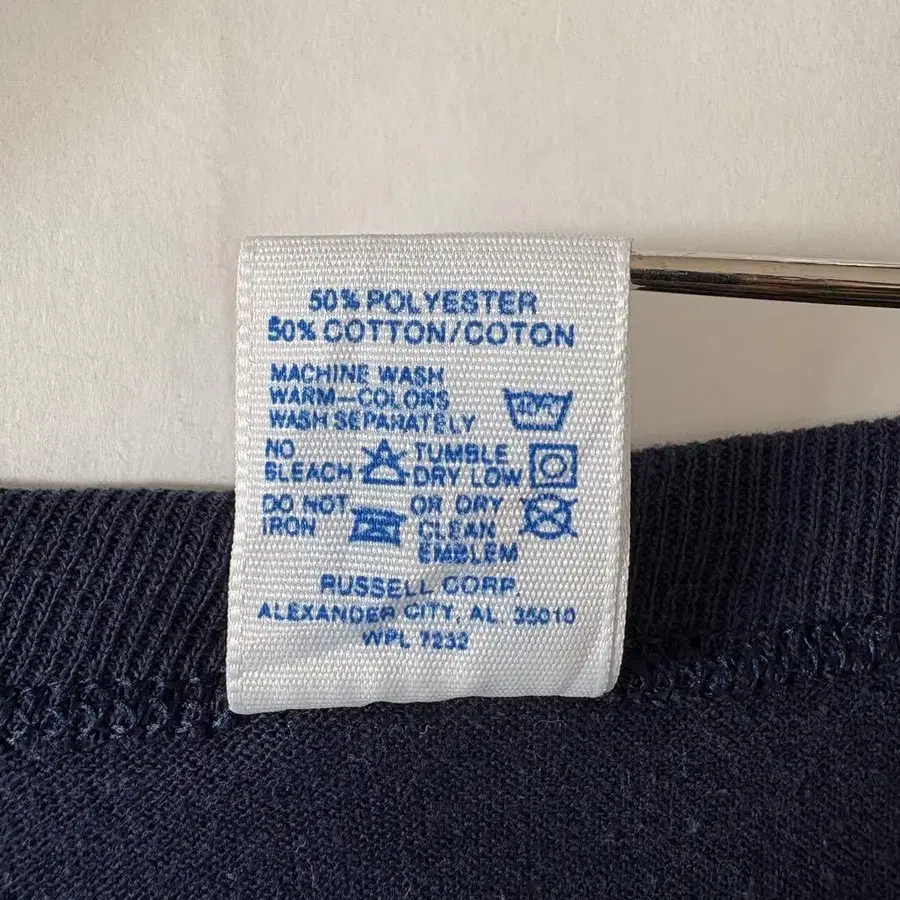 50% POLYESTER
50% COTTON/COTON
MACHINE WASH
WARM—COLORS
WASH SEPARATELY
NO
BLEACH
TUMBLE
DRY LOW
DO NOT
IRON
OR DRY
CLEAN
EMBLEM
RUSSELL CORP.
ALEXANDER CITY, AL. 35010
WPL 7232